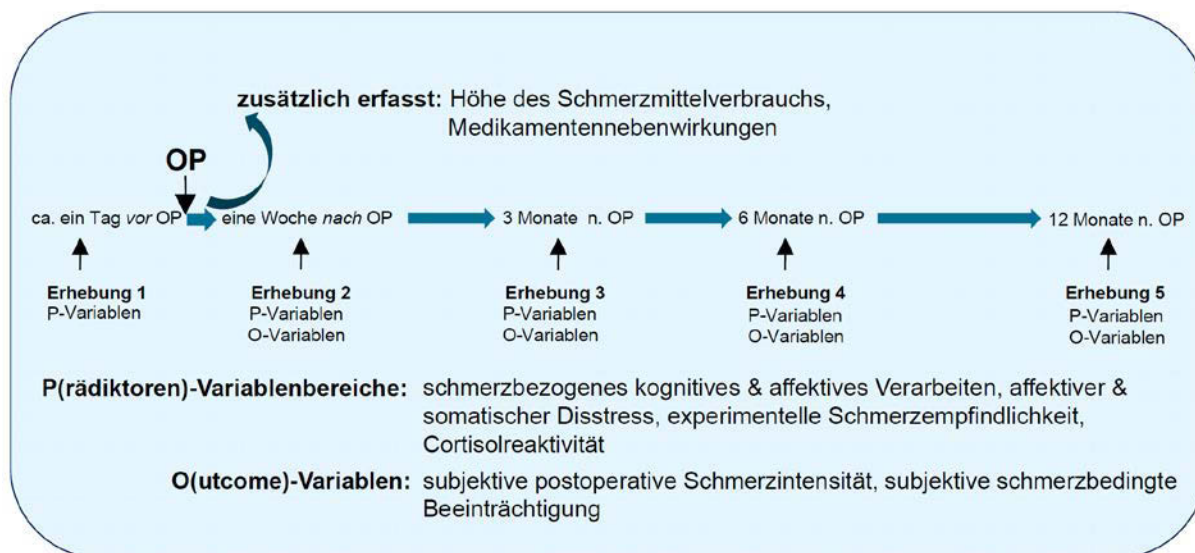 zusätzlich erfasst: Höhe des Schmerzmittelverbrauchs,
Medikamentennebenwirkungen
OP
ca. ein Tag vor OP
eine Woche nach OP
3 Monate n. OP
6 Monate n. OP
12 Monate n. OP
Erhebung 1
P-Variablen
Erhebung 2
P-Variablen
O-Variablen
Erhebung 3
P-Variablen
O-Variablen
Erhebung 4
P-Variablen
O-Variablen
Erhebung 5
P-Variablen
O-Variablen
P(rädiktoren)-Variablenbereiche: schmerzbezogenes kognitives & affektives Verarbeiten, affektiver &
somatischer Disstress, experimentelle Schmerzempfindlichkeit,
Cortisolreaktivität
O(utcome)-Variablen: subjektive postoperative Schmerzintensität, subjektive schmerzbedingte
Beeinträchtigung